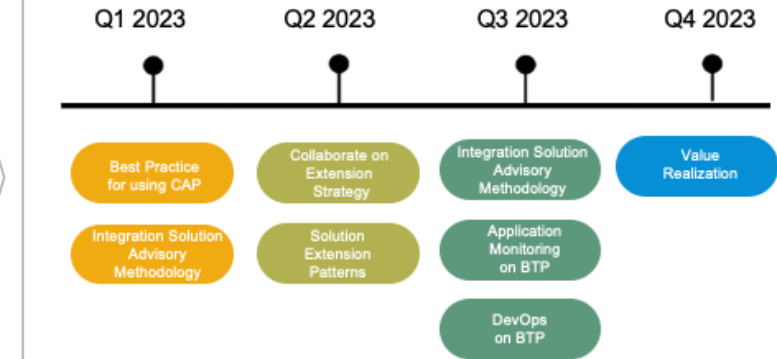 Q1 2023
Q2 2023
Q3 2023
Q4 2023
Best Practice
for using CAP
Integration Solution
Advisory
Methodology
Collaborate on
Extension
Strategy
Solution
Extension
Patterns
Integration Solution
Advisory
Methodology
Application
Monitoring
on BTP
DevOps
on BTP
Value
Realization